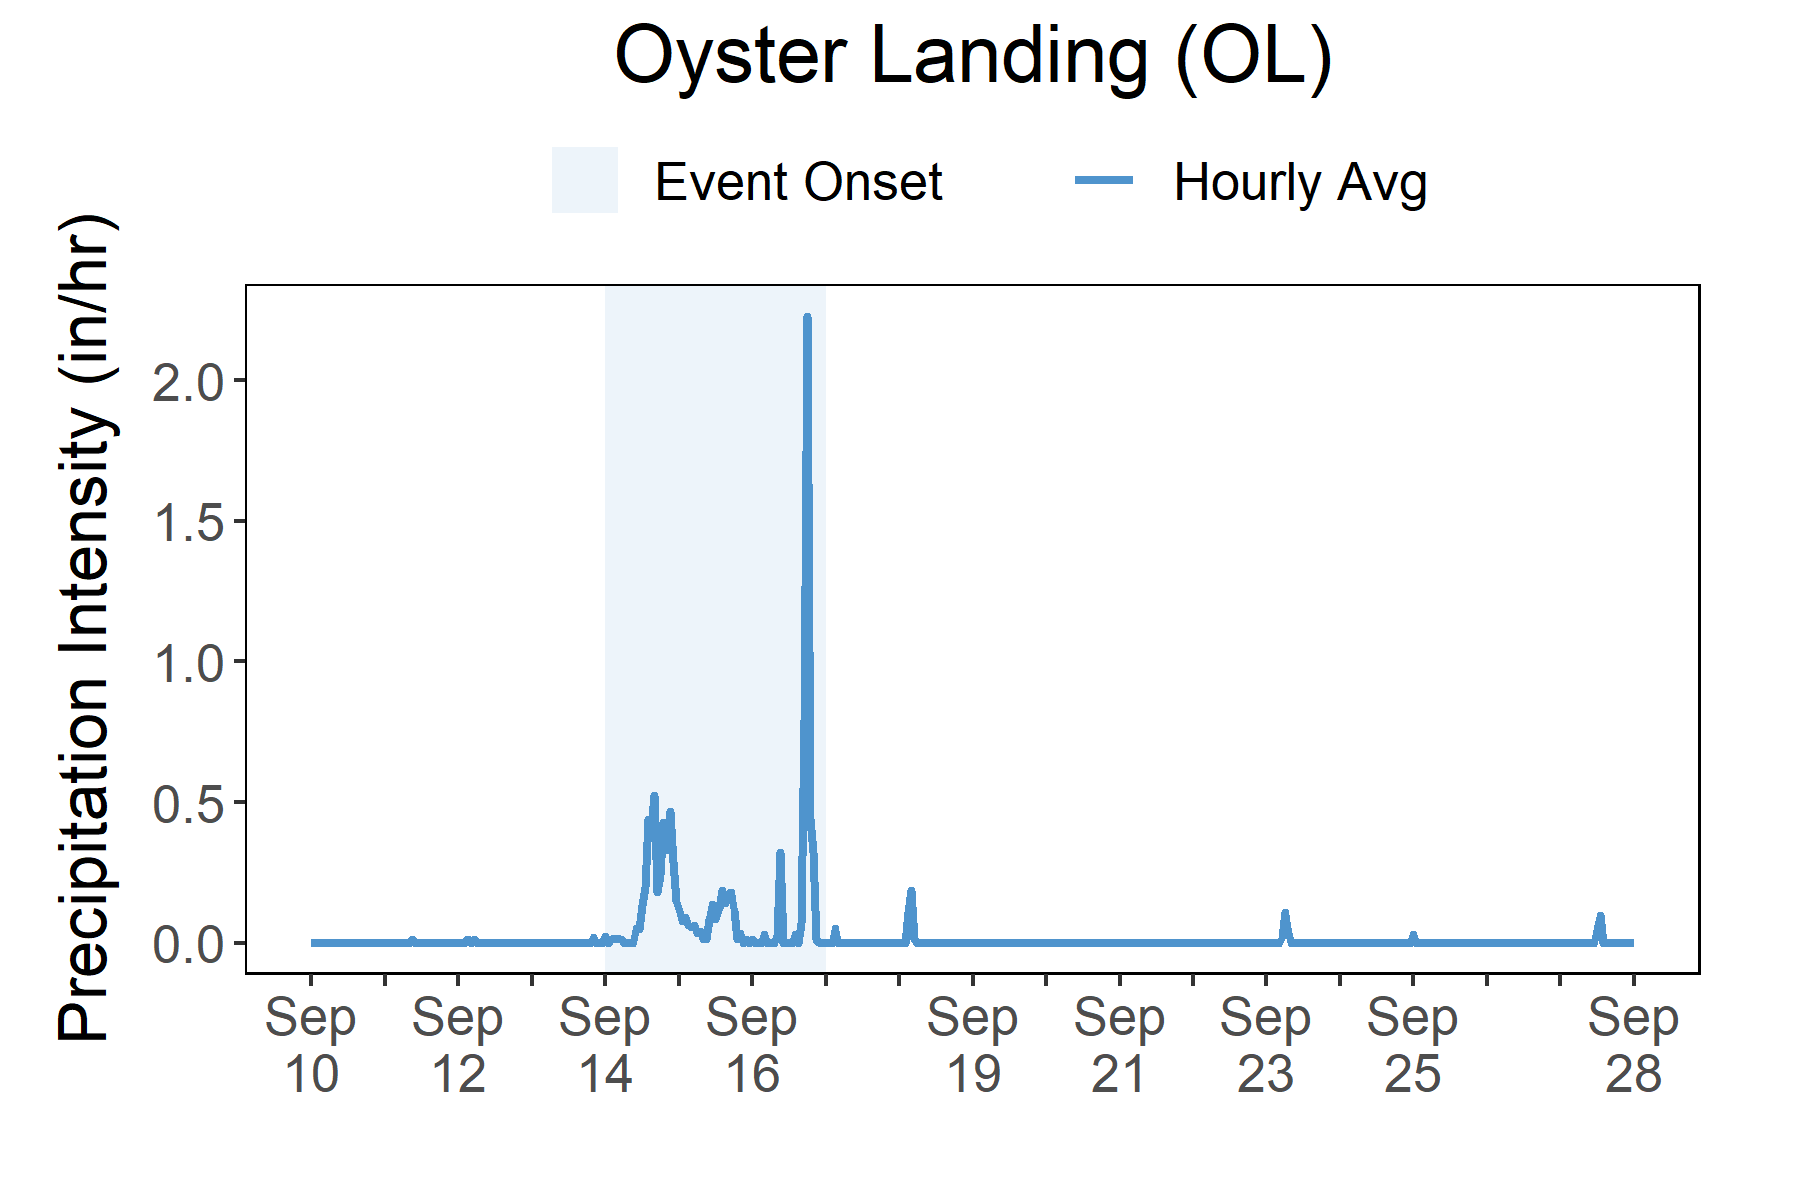 Oyster Landing (OL)
Event Onset
Hourly Avg
Precipitation Intensity (in/hr)
2.0
1.5
1.0
0.5
0.0
Sep Sep Sep Sep Sep Sep Sep Sep Sep
10 12 14 16 19 21 23 25 28